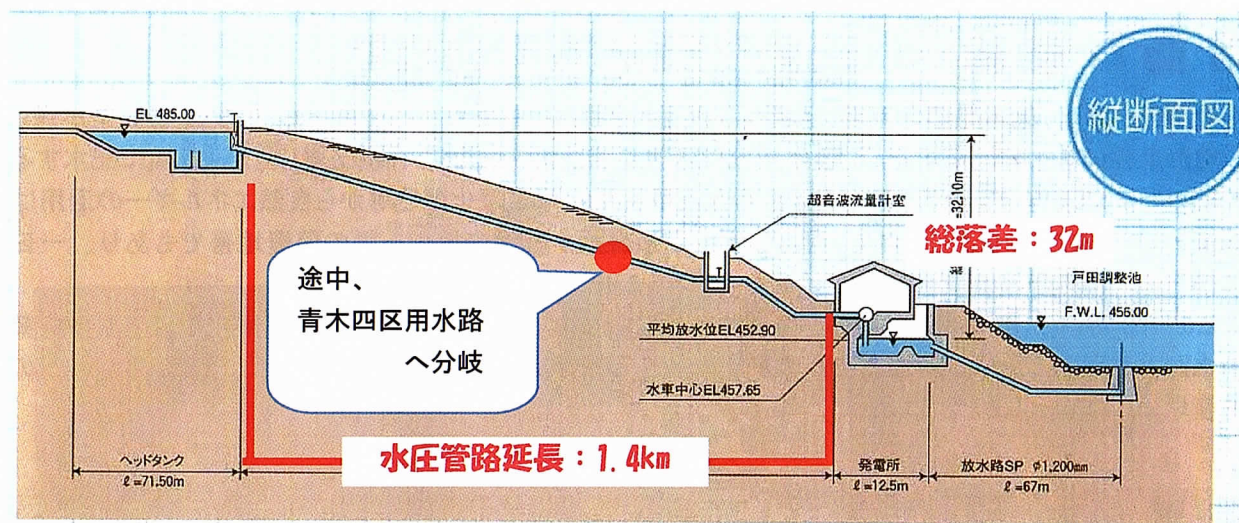 縦断面図
EL 485.00
超音波流量計室
=32.10m
総落差：32m
戸田調整池
F.W.L. 456.00
途中、
青木四区用水路
へ分岐
平均放水位EL452.90
水車中心EL457.65
水圧管路延長：1.4km
ヘッドタンク
ℓ=71.50m
発電所
ℓ=12.5m
放水路SP φ1,200mm
ℓ=67m